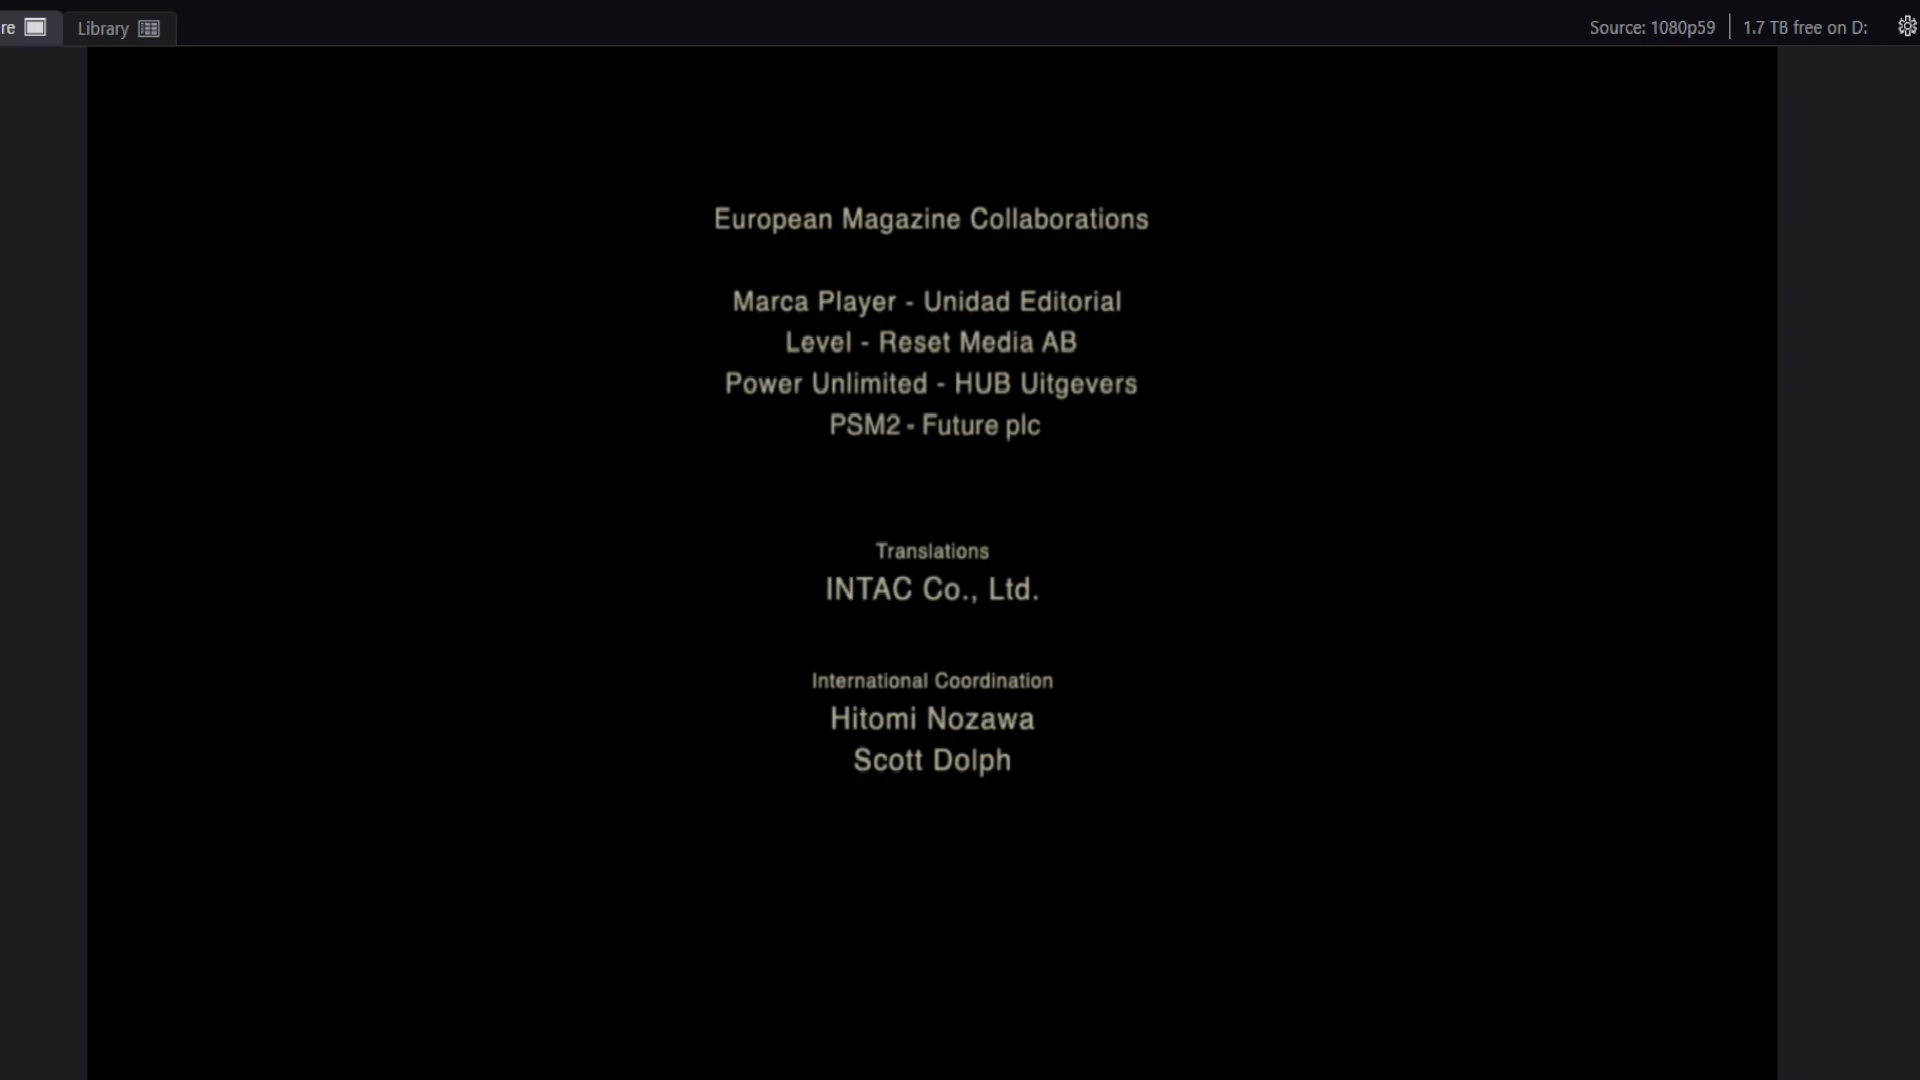 re
Library
Source: 1080p59
1.7 TB free on D:
European Magazine Collaborations
Marca Player - Unidad Editorial
Level - Reset Media AB
Power Unlimited - HUB Uitgevers
PSM2 - Future plc
Translations
INTAC Co., Ltd.
International Coordination
Hitomi Nozawa
Scott Dolph